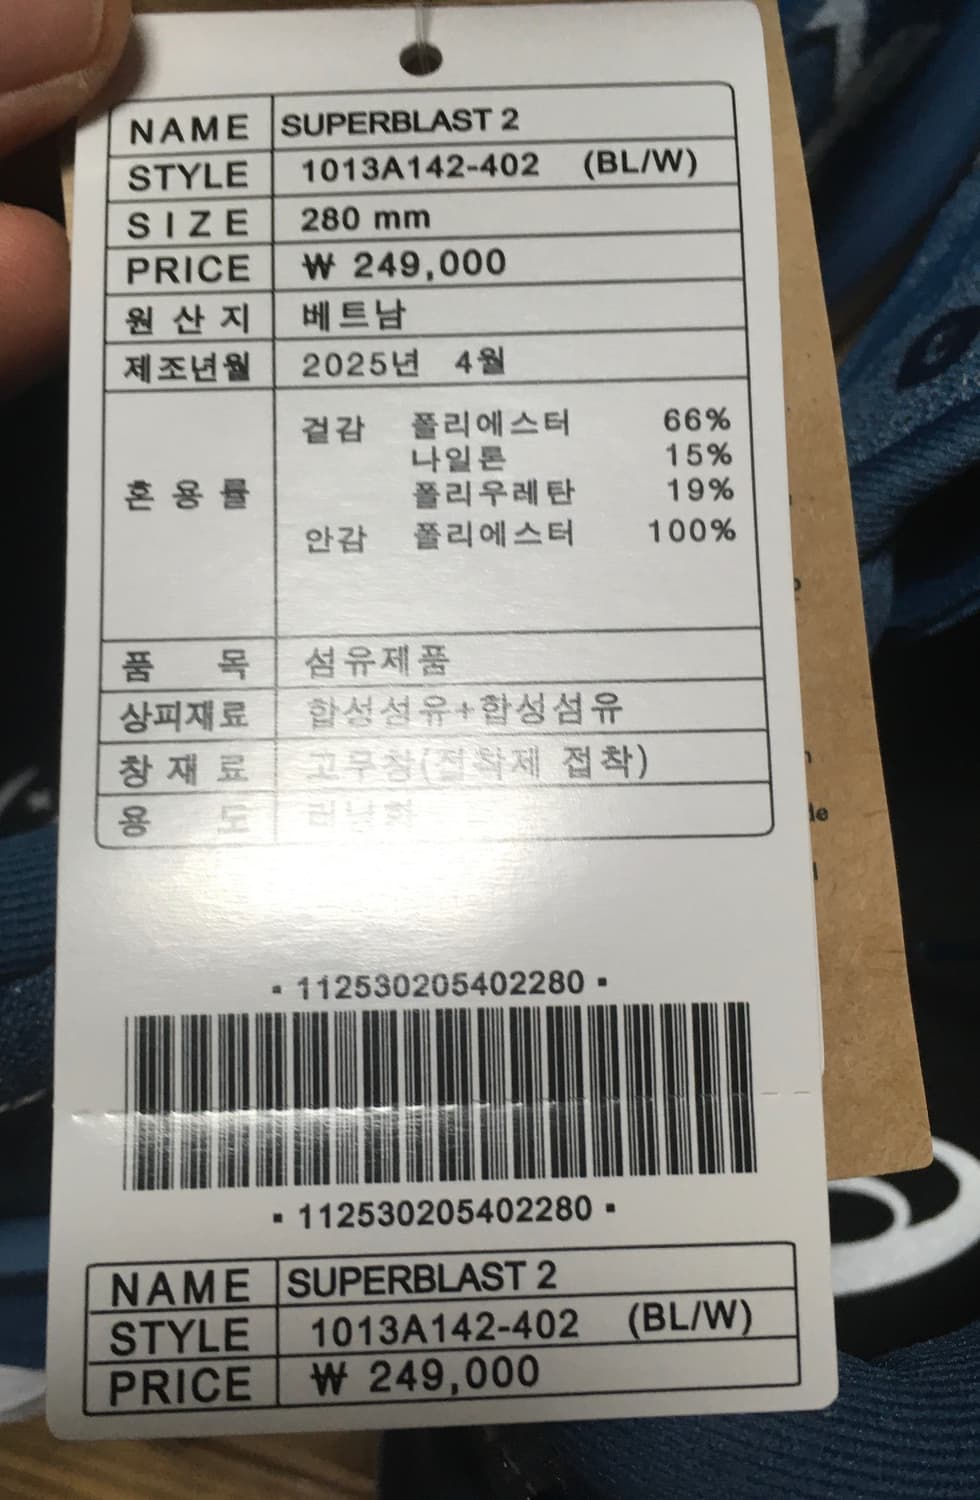 NAME SUPERBLAST 2
STYLE 1013A142-402 (BL/W)
SIZE 280 mm
PRICE ₩ 249,000
원산지 베트남
제조년월 2025년 4월
혼용률
겉감 폴리에스터 66%
나일론 15%
폴리우레탄 19%
안감 폴리에스터 100%
품목 섬유제품
상피재료 합성섬유+합성섬유
창재료 고무창(접착제 접착)
용도 러닝화
▪ 112530205402280 ▪
▪ 112530205402280 ▪
NAME SUPERBLAST 2
STYLE 1013A142-402 (BL/W)
PRICE ₩ 249,000